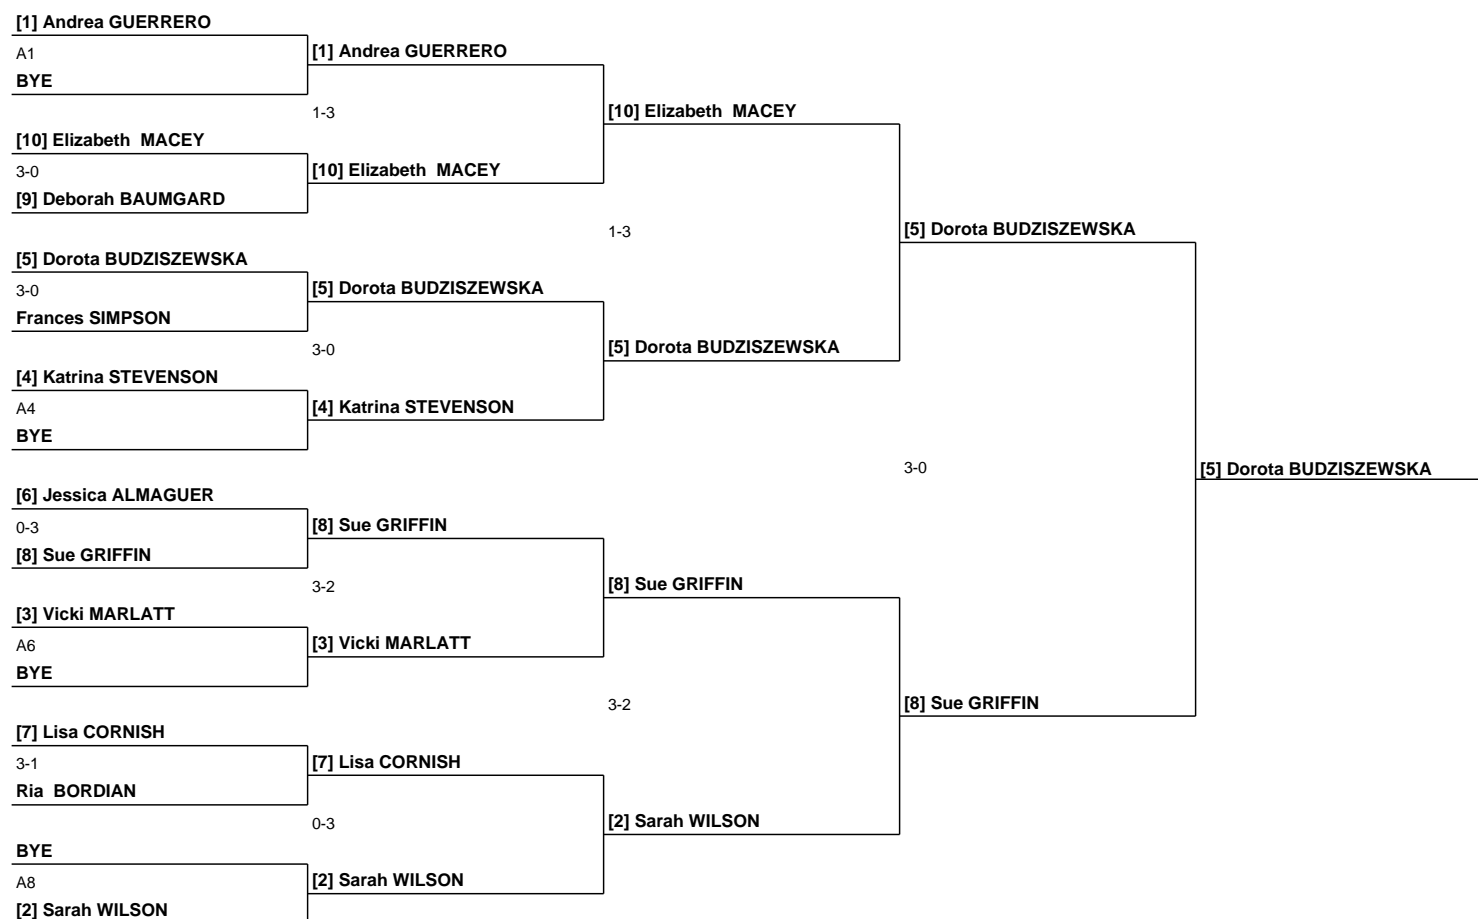 [1] Andrea GUERRERO
A1
BYE
[10] Elizabeth  MACEY
3-0
[9] Deborah BAUMGARD
[5] Dorota BUDZISZEWSKA
3-0
Frances SIMPSON
[4] Katrina STEVENSON
A4
BYE
[6] Jessica ALMAGUER
0-3
[8] Sue GRIFFIN
[3] Vicki MARLATT
A6
BYE
[7] Lisa CORNISH
3-1
Ria  BORDIAN
BYE
A8
[2] Sarah WILSON
[1] Andrea GUERRERO
1-3
[10] Elizabeth  MACEY
[5] Dorota BUDZISZEWSKA
3-0
[4] Katrina STEVENSON
[8] Sue GRIFFIN
3-2
[3] Vicki MARLATT
[7] Lisa CORNISH
0-3
[2] Sarah WILSON
[10] Elizabeth  MACEY
1-3
[5] Dorota BUDZISZEWSKA
[8] Sue GRIFFIN
3-2
[2] Sarah WILSON
[5] Dorota BUDZISZEWSKA
3-0
[8] Sue GRIFFIN
[5] Dorota BUDZISZEWSKA